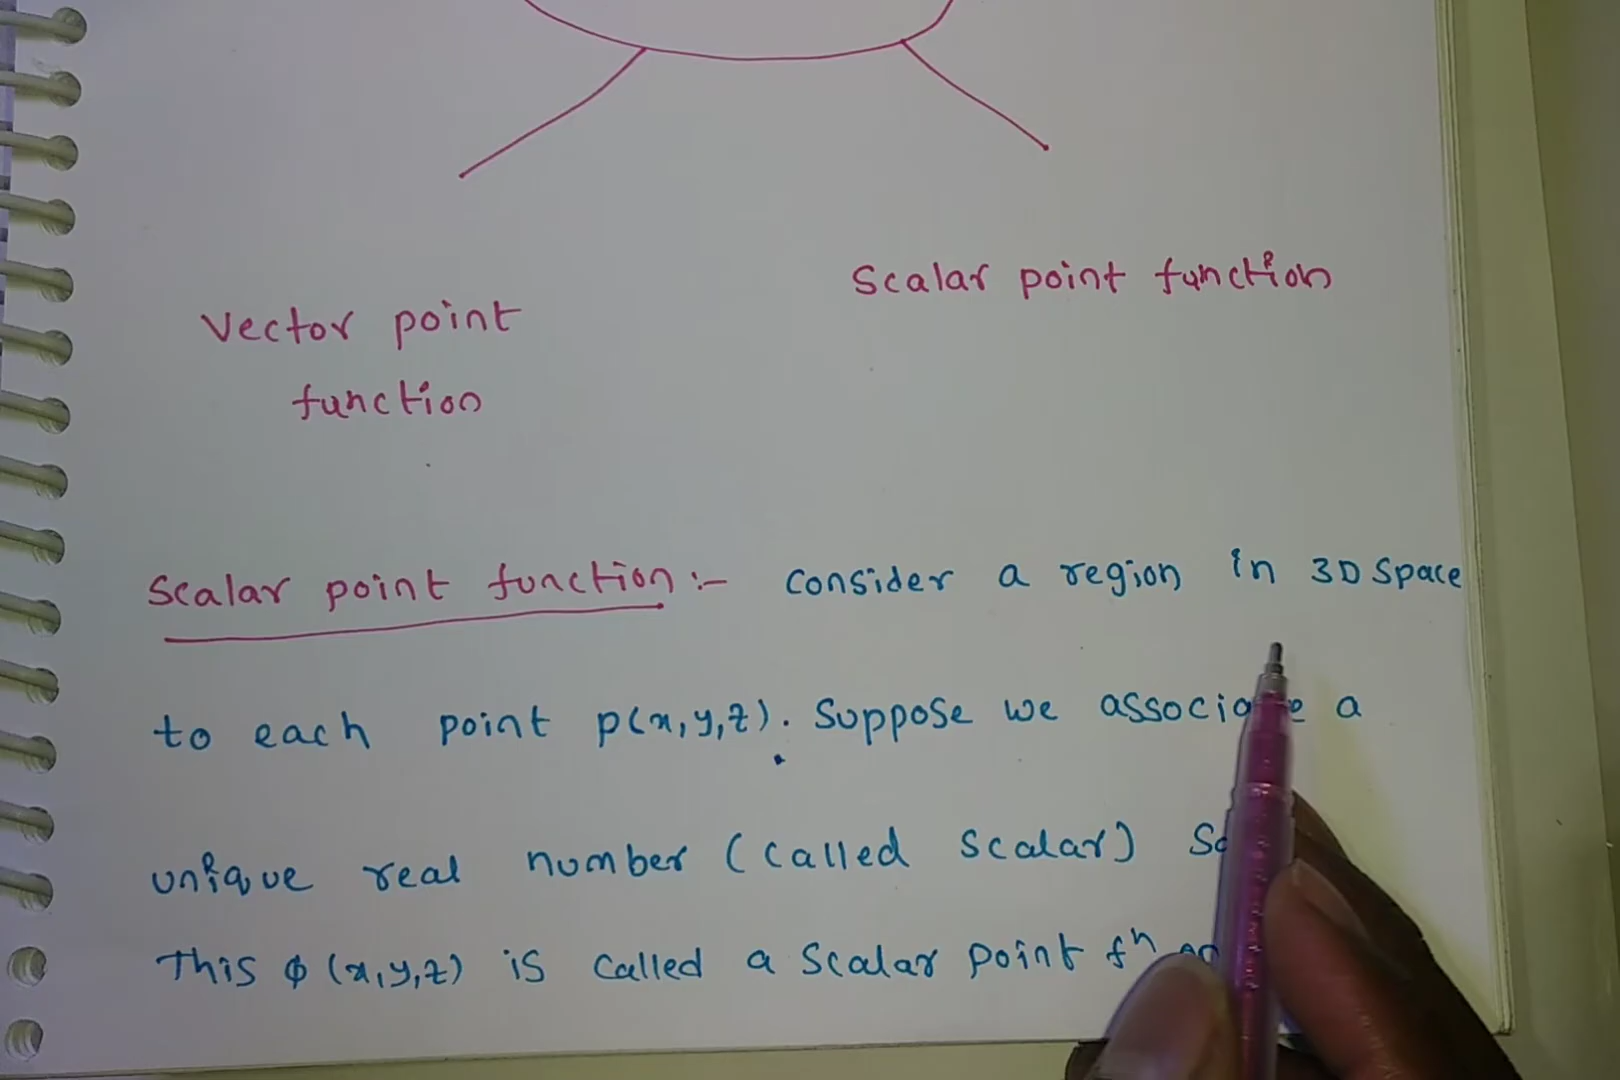 Vector point
function
Scalar point function
Scalar point function :- Consider a region in 3D space
to each point p(x,y,z). Suppose we associate a
unique real number (called scalar)
This φ (x,y,z) is called a scalar point fⁿ